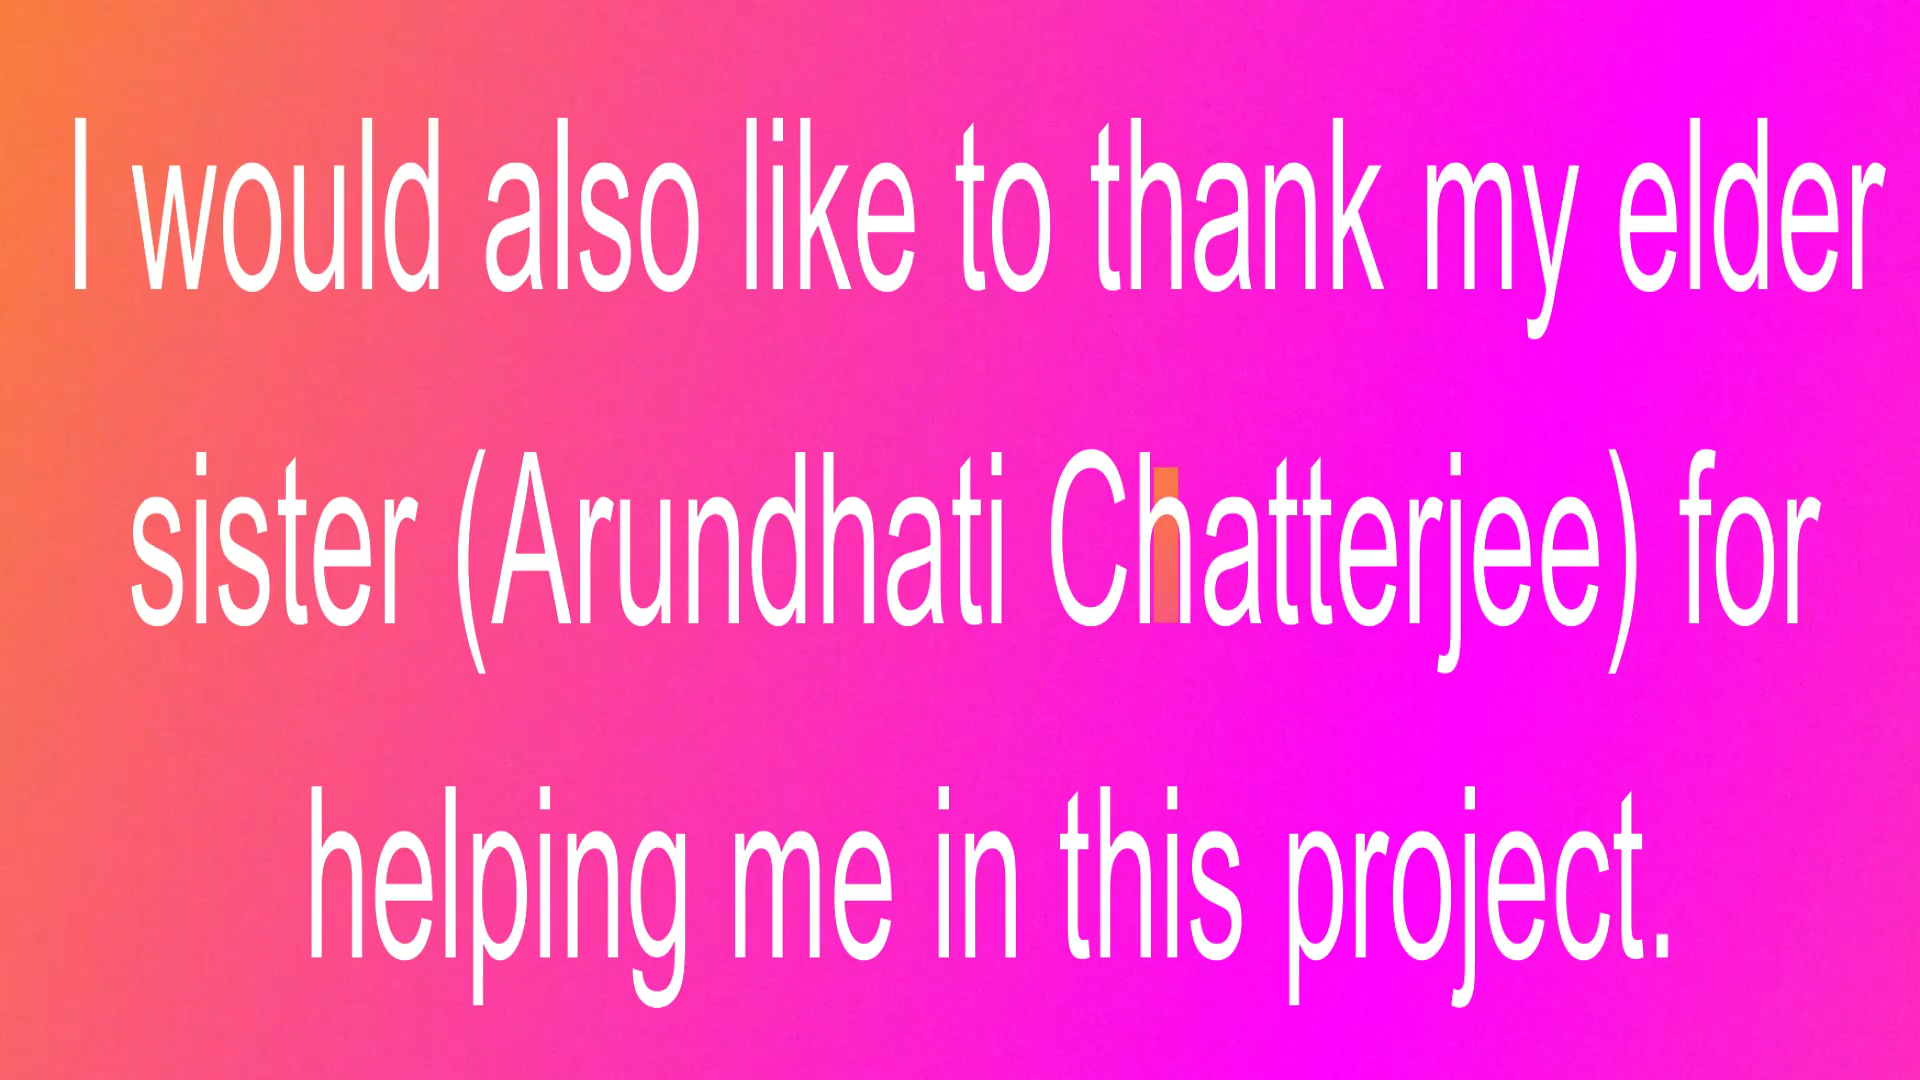 I would also like to thank my elder
sister (Arundhati Chatterjee) for
helping me in this project.